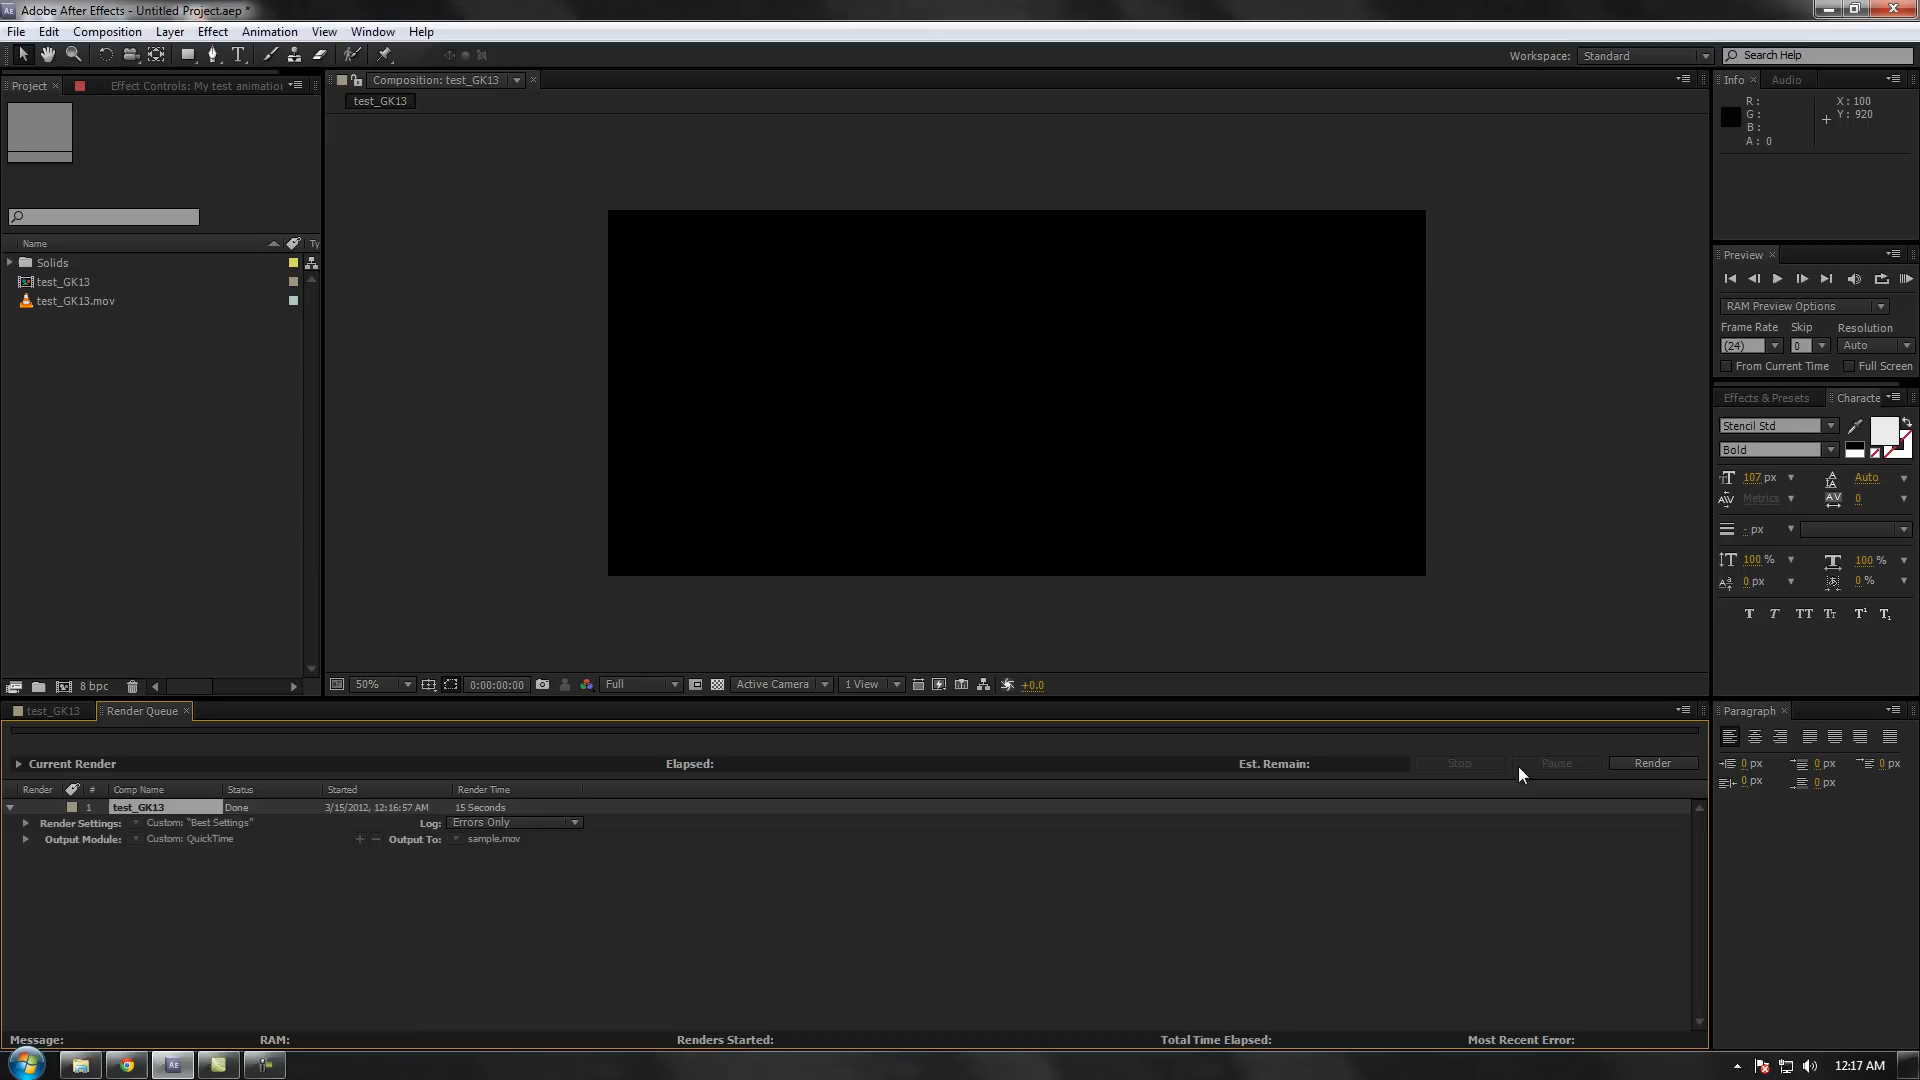 Adobe After Effects - Untitled Project.aep *
File Edit Composition Layer Effect Animation View Window Help
Workspace: Standard Search Help
Project Effect Controls: My test animatio
Composition: test_GK13
test_GK13
Info Audio
R: X: 100
G: Y: 920
B:
A: 0
Name Ty
Solids
test_GK13
test_GK13.mov
Preview
RAM Preview Options
Frame Rate Skip Resolution
(24) 0 Auto
From Current Time Full Screen
Effects & Presets Characte
Stencil Std
Bold
107 px Auto
Metrics 0
- px
100 % 100 %
0 px 0 %
8 bpc
50% 0:00:00:00 Full Active Camera 1 View +0.0
test_GK13 Render Queue
Current Render Elapsed: Est. Remain: Stop Pause Render
Render # Comp Name Status Started Render Time
1 test_GK13 Done 3/15/2012, 12:16:57 AM 15 Seconds
Render Settings: Custom: "Best Settings" Log: Errors Only
Output Module: Custom: QuickTime Output To: sample.mov
Paragraph
0 px 0 px 0 px
0 px 0 px
Message: RAM: Renders Started: Total Time Elapsed: Most Recent Error:
12:17 AM